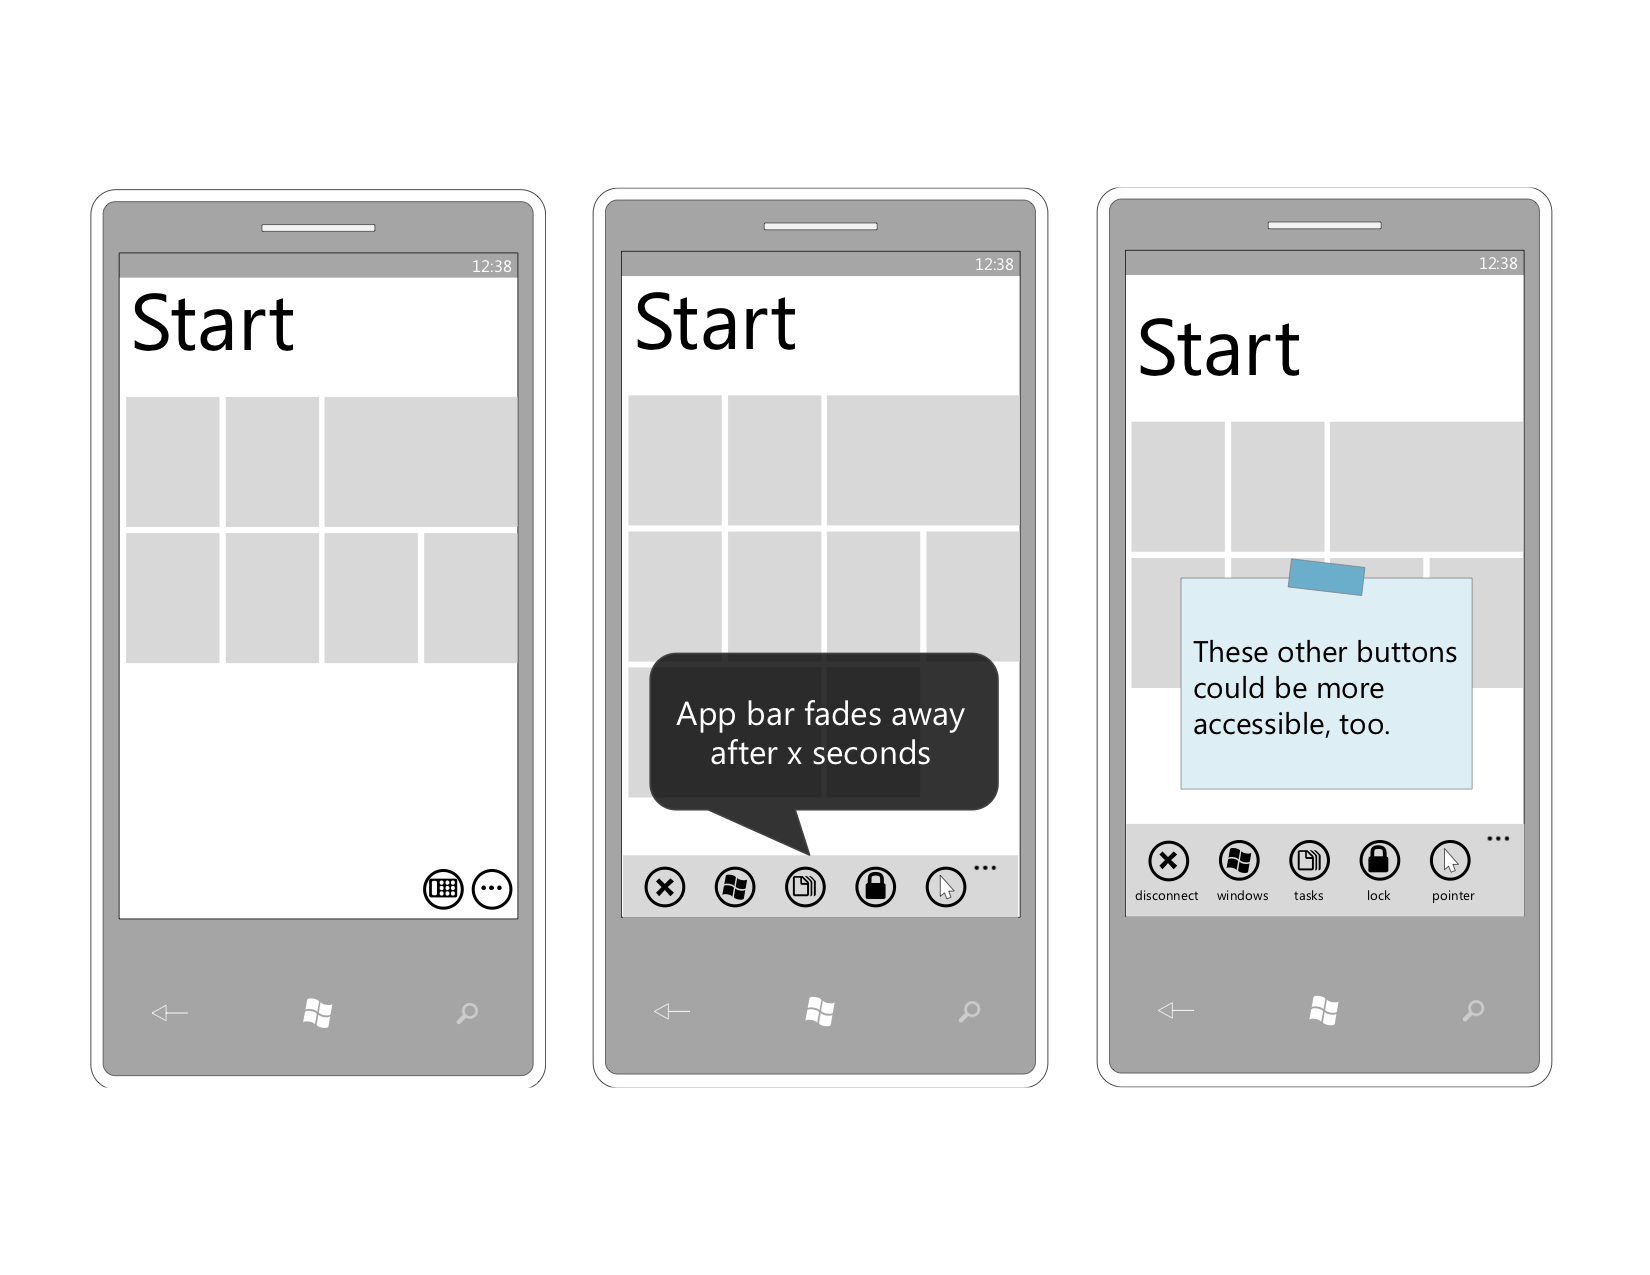 12:38
Start
12:38
Start
App bar fades away
after x seconds
12:38
Start
These other buttons
could be more
accessible, too.
disconnect windows tasks lock pointer